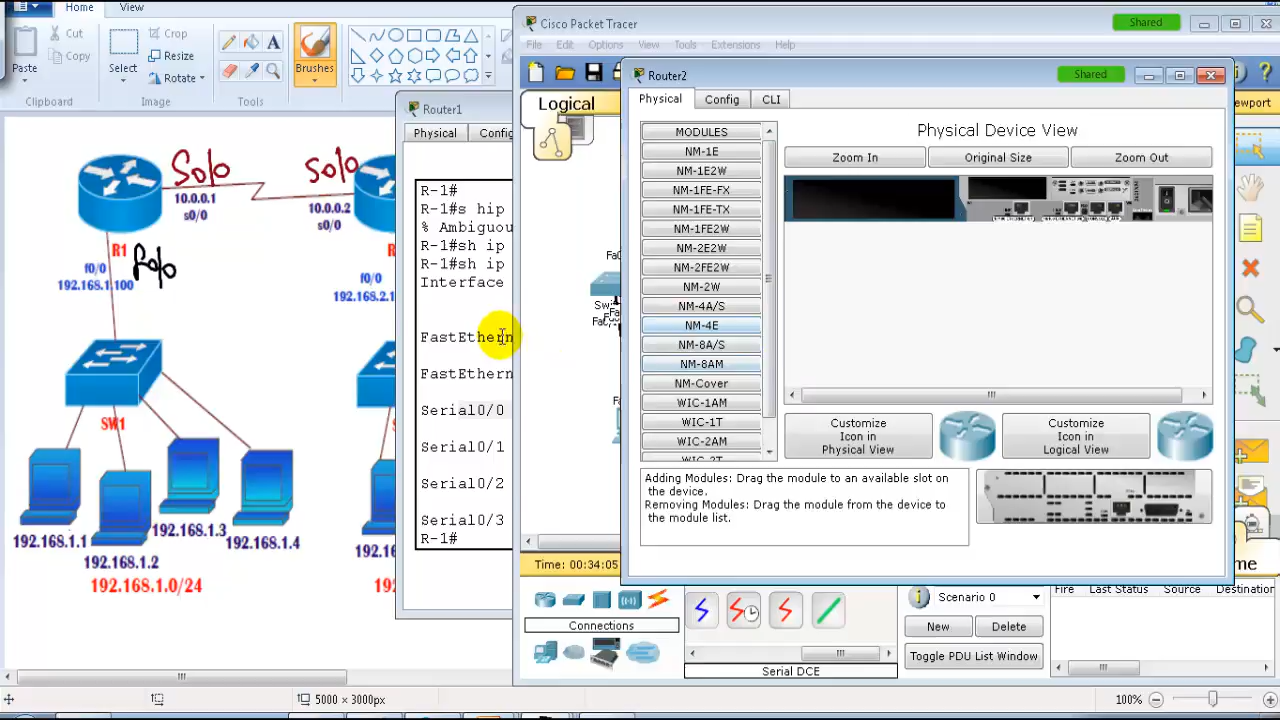 Home
View
Cut
Copy
Paste
Clipboard
Select
Crop
Resize
Rotate
Image
Tools
Brushes
Shapes
S0/0
S0/0
10.0.0.1
s0/0
10.0.0.2
s0/0
R1
f0/0
192.168.1.100
f0/0
f0/0
192.168.2.1
SW1
192.168.1.1
192.168.1.2
192.168.1.3
192.168.1.4
192.168.1.0/24
Router1
Physical
Config
R-1#
R-1#s hip
% Ambiguou
R-1#sh ip
R-1#sh ip
Interface
FastEthern
FastEthern
Serial0/0
Serial0/1
Serial0/2
Serial0/3
R-1#
Cisco Packet Tracer
Shared
File Edit Options View Tools Extensions Help
Logical
Viewport
Router2
Shared
Physical
Config
CLI
MODULES
NM-1E
NM-1E2W
NM-1FE-FX
NM-1FE-TX
NM-1FE2W
NM-2E2W
NM-2FE2W
NM-2W
NM-4A/S
NM-4E
NM-8A/S
NM-8AM
NM-Cover
WIC-1AM
WIC-1T
WIC-2AM
WIC-2T
Physical Device View
Zoom In
Original Size
Zoom Out
Customize
Icon in
Physical View
Customize
Icon in
Logical View
Adding Modules: Drag the module to an available slot on
the device.
Removing Modules: Drag the module from the device to
the module list.
Time: 00:34:05
Connections
Serial DCE
Scenario 0
New
Delete
Toggle PDU List Window
Fire
Last Status
Source
Destination
5000 × 3000px
100%